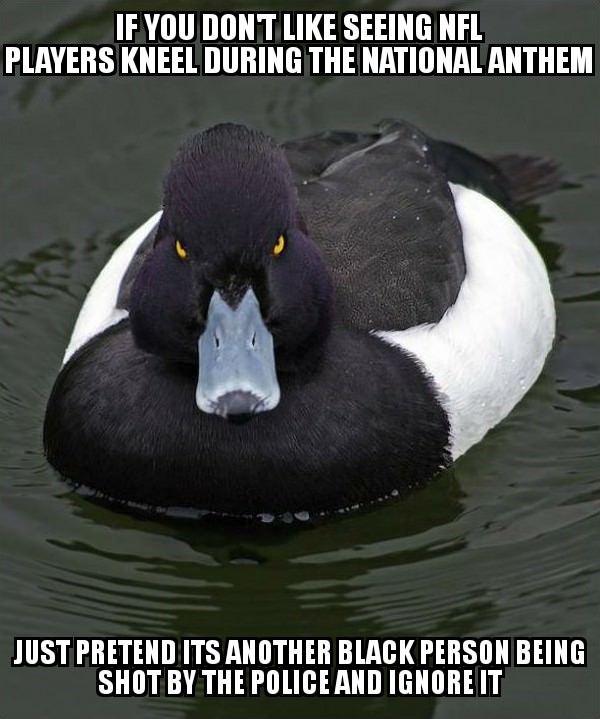 IF YOU DON'T LIKE SEEING NFL
PLAYERS KNEEL DURING THE NATIONAL ANTHEM
JUST PRETEND ITS ANOTHER BLACK PERSON BEING
SHOT BY THE POLICE AND IGNORE IT